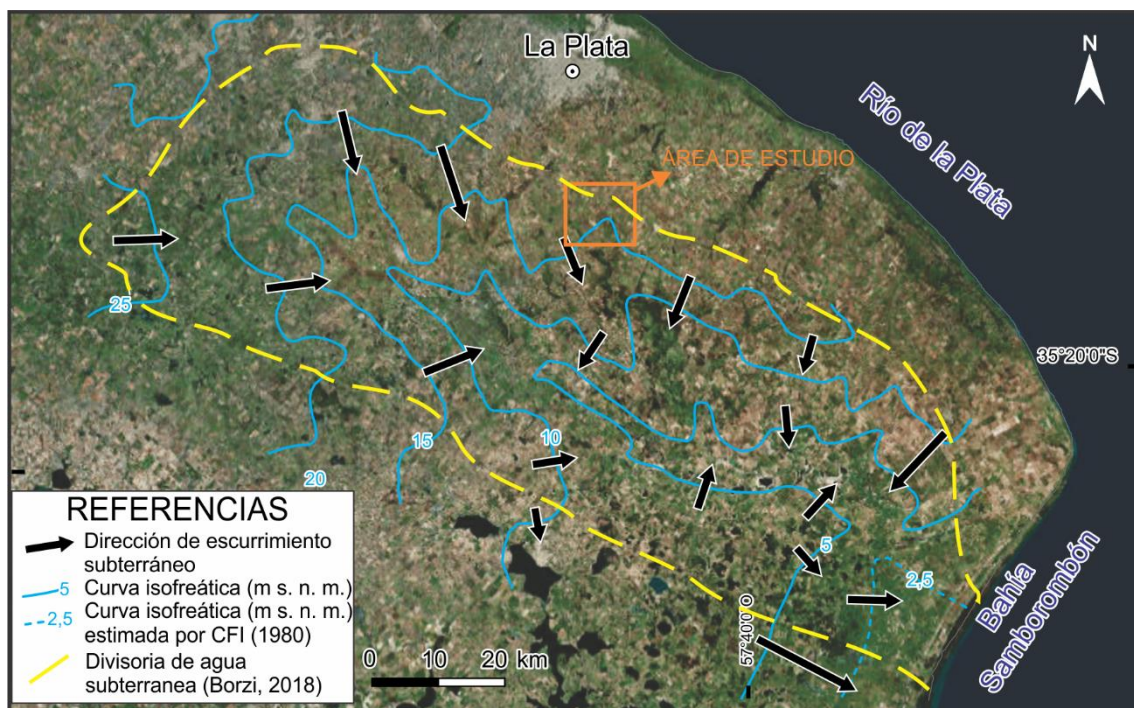 La Plata
N
Río de la Plata
ÁREA DE ESTUDIO
25
35°20'0"S
15
10
20
5
2,5
57°40'0"O
Bahía
Samborombón
0 10 20 km
REFERENCIAS
Dirección de escurrimiento
subterráneo
5 Curva isofreática (m s. n. m.)
2,5 Curva isofreática (m s. n. m.)
estimada por CFI (1980)
Divisoria de agua
subterranea (Borzi, 2018)